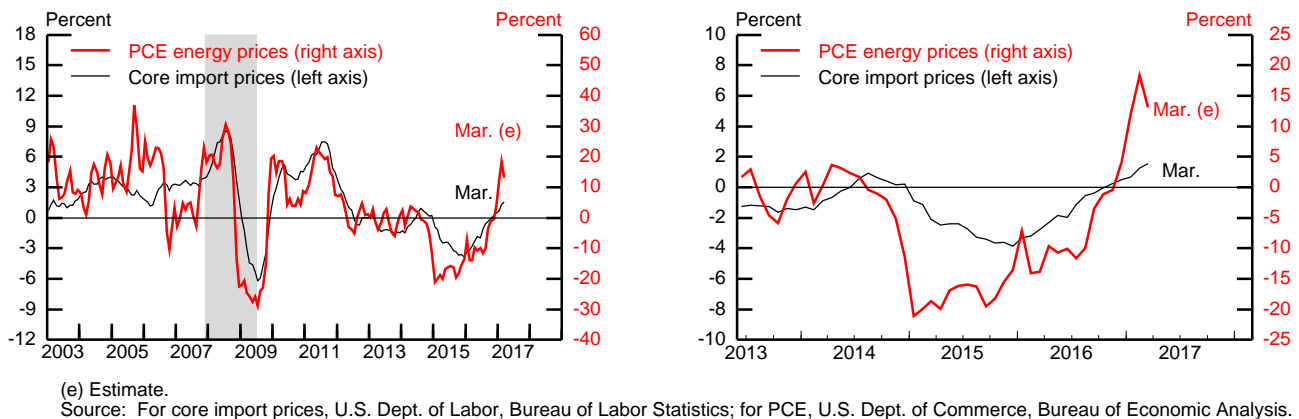 Percent Percent
18 60
PCE energy prices (right axis)
15 50
Core import prices (left axis)
12 40
9 30
Mar. (e)
6 20
Mar.
3 10
0 0
-3 -10
-6 -20
-9 -30
-12 -40
2003 2005 2007 2009 2011 2013 2015 2017
Percent Percent
10 25
PCE energy prices (right axis)
8 20
Core import prices (left axis)
6 15
Mar. (e)
4 10
2 5
Mar.
0 0
-2 -5
-4 -10
-6 -15
-8 -20
-10 -25
2013 2014 2015 2016 2017
(e) Estimate.
Source: For core import prices, U.S. Dept. of Labor, Bureau of Labor Statistics; for PCE, U.S. Dept. of Commerce, Bureau of Economic Analysis.